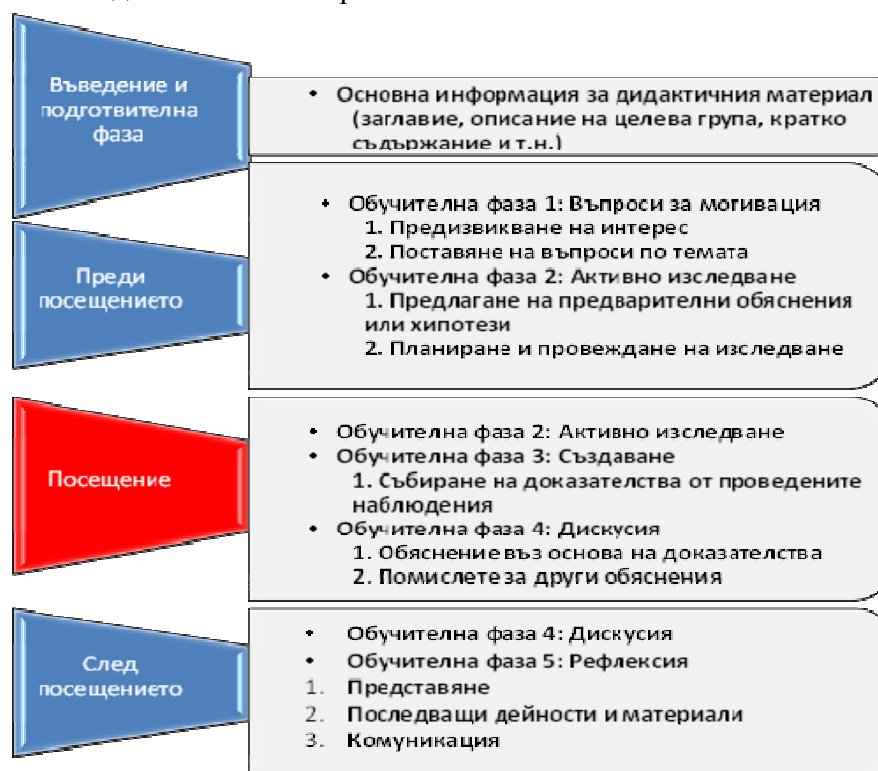 Въведение и
подготвителна
фаза
• Основна информация за дидактичния материал
(заглавие, описание на целева група, кратко
съдържание и т.н.)
Преди
посещението
• Обучителна фаза 1: Въпроси за мотивация
1. Предизвикване на интерес
2. Поставяне на въпроси по темата
• Обучителна фаза 2: Активно изследване
1. Предлагане на предварителни обяснения
или хипотези
2. Планиране и провеждане на изследване
Посещение
• Обучителна фаза 2: Активно изследване
• Обучителна фаза 3: Създаване
1. Събиране на доказателства от проведените
наблюдения
• Обучителна фаза 4: Дискусия
1. Обяснение въз основа на доказателства
2. Помислете за други обяснения
След
посещението
• Обучителна фаза 4: Дискусия
• Обучителна фаза 5: Рефлексия
1. Представяне
2. Последващи дейности и материали
3. Комуникация